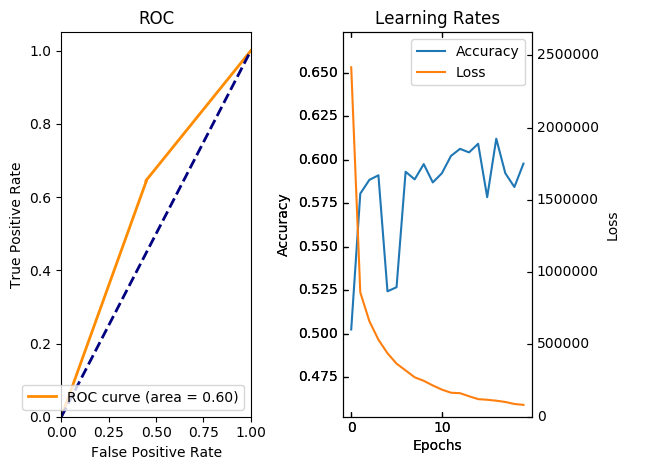 ROC
Learning Rates
True Positive Rate
1.0
0.8
0.6
0.4
0.2
0.0
ROC curve (area = 0.60)
0.00 0.25 0.50 0.75 1.00
False Positive Rate
Accuracy
0.650
0.625
0.600
0.575
0.550
0.525
0.500
0.475
Accuracy
Loss
0 10
Epochs
2500000
2000000
1500000
1000000
500000
0
Loss